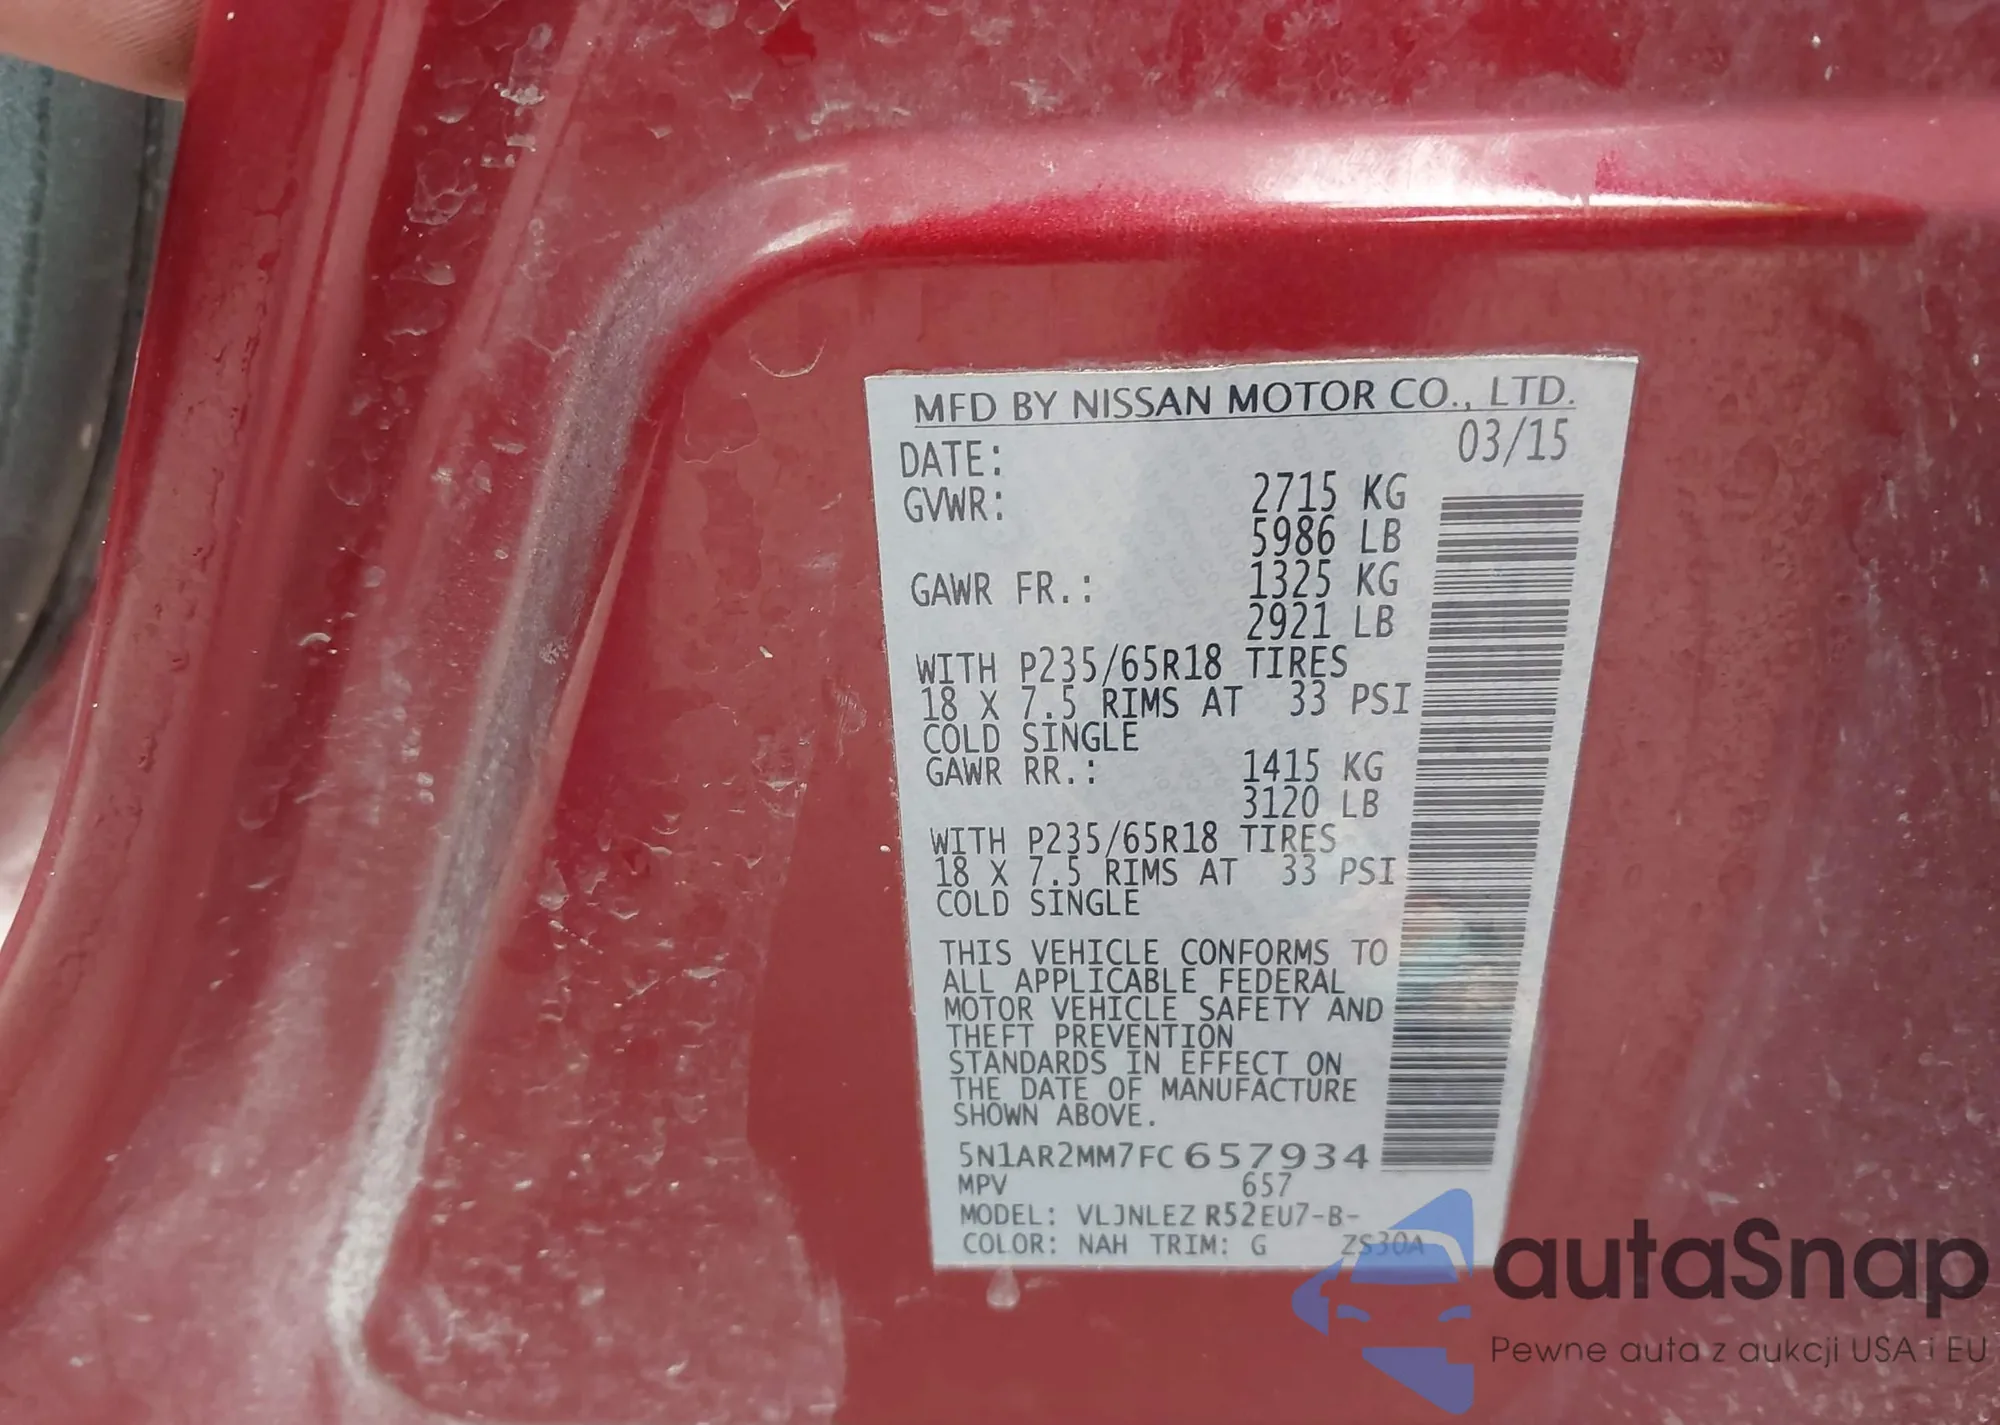 MFD BY NISSAN MOTOR CO., LTD.
DATE: 03/15
GVWR: 2715 KG
5986 LB
GAWR FR.: 1325 KG
2921 LB
WITH P235/65R18 TIRES
18 X 7.5 RIMS AT 33 PSI
COLD SINGLE
GAWR RR.: 1415 KG
3120 LB
WITH P235/65R18 TIRES
18 X 7.5 RIMS AT 33 PSI
COLD SINGLE
THIS VEHICLE CONFORMS TO
ALL APPLICABLE FEDERAL
MOTOR VEHICLE SAFETY AND
THEFT PREVENTION
STANDARDS IN EFFECT ON
THE DATE OF MANUFACTURE
SHOWN ABOVE.
5N1AR2MM7FC657934
MPV 657
MODEL: VLJNLEZ R52EU7-B-
COLOR: NAH TRIM: G ZS30A
autaSnap
Pewne auta z aukcji USA i EU